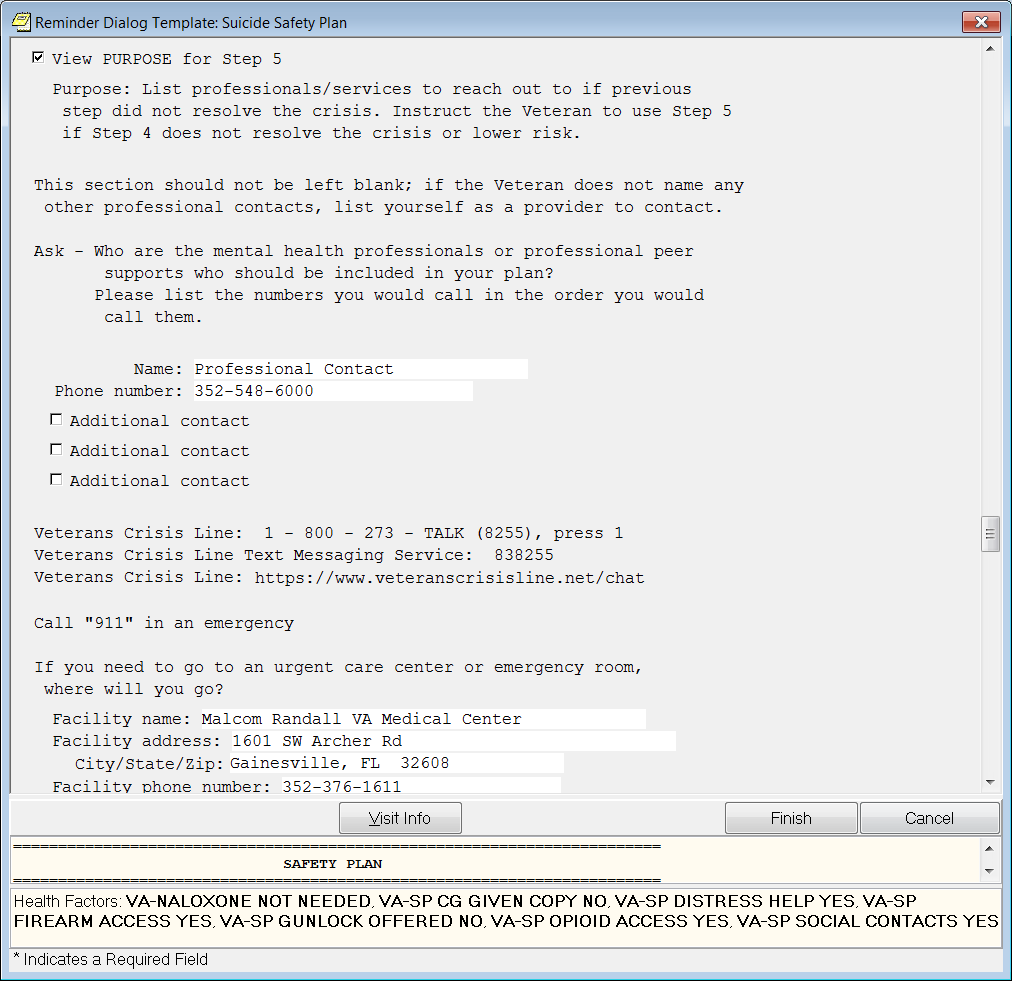 Reminder Dialog Template: Suicide Safety Plan
View PURPOSE for Step 5
Purpose: List professionals/services to reach out to if previous
step did not resolve the crisis. Instruct the Veteran to use Step 5
if Step 4 does not resolve the crisis or lower risk.
This section should not be left blank; if the Veteran does not name any
other professional contacts, list yourself as a provider to contact.
Ask - Who are the mental health professionals or professional peer
supports who should be included in your plan?
Please list the numbers you would call in the order you would
call them.
Name: Professional Contact
Phone number: 352-548-6000
Additional contact
Additional contact
Additional contact
Veterans Crisis Line:  1 - 800 - 273 - TALK (8255), press 1
Veterans Crisis Line Text Messaging Service:  838255
Veterans Crisis Line: https://www.veteranscrisisline.net/chat
Call "911" in an emergency
If you need to go to an urgent care center or emergency room,
where will you go?
Facility name: Malcom Randall VA Medical Center
Facility address: 1601 SW Archer Rd
City/State/Zip: Gainesville, FL  32608
Facility phone number: 352-376-1611
Visit Info
Finish
Cancel
========================================================================
SAFETY PLAN
========================================================================
Health Factors: VA-NALOXONE NOT NEEDED, VA-SP CG GIVEN COPY NO, VA-SP DISTRESS HELP YES, VA-SP
FIREARM ACCESS YES, VA-SP GUNLOCK OFFERED NO, VA-SP OPIOID ACCESS YES, VA-SP SOCIAL CONTACTS YES
* Indicates a Required Field